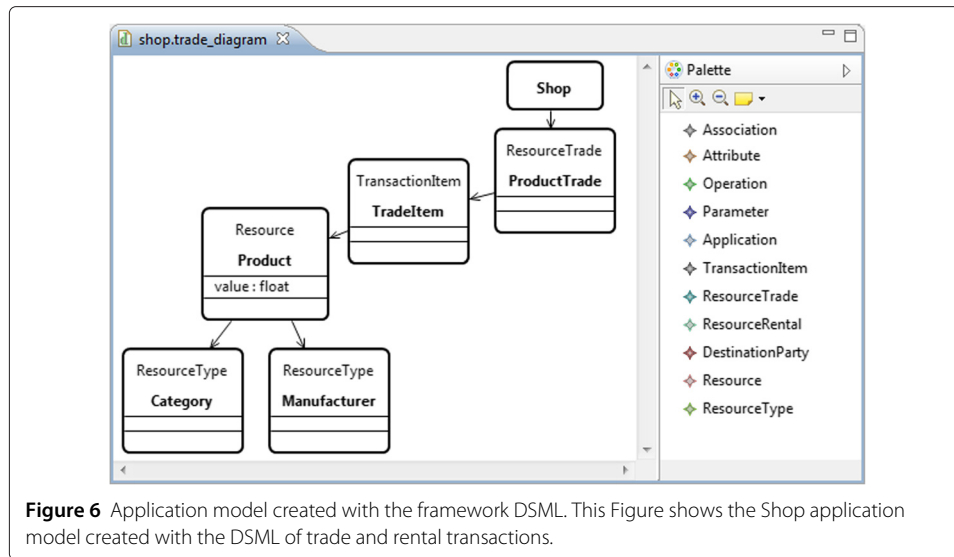 shop.trade_diagram
Shop
ResourceTrade
ProductTrade
TransactionItem
TradeItem
Resource
Product
value : float
ResourceType
Category
ResourceType
Manufacturer
Palette
Association
Attribute
Operation
Parameter
Application
TransactionItem
ResourceTrade
ResourceRental
DestinationParty
Resource
ResourceType
Figure 6 Application model created with the framework DSML. This Figure shows the Shop application
model created with the DSML of trade and rental transactions.